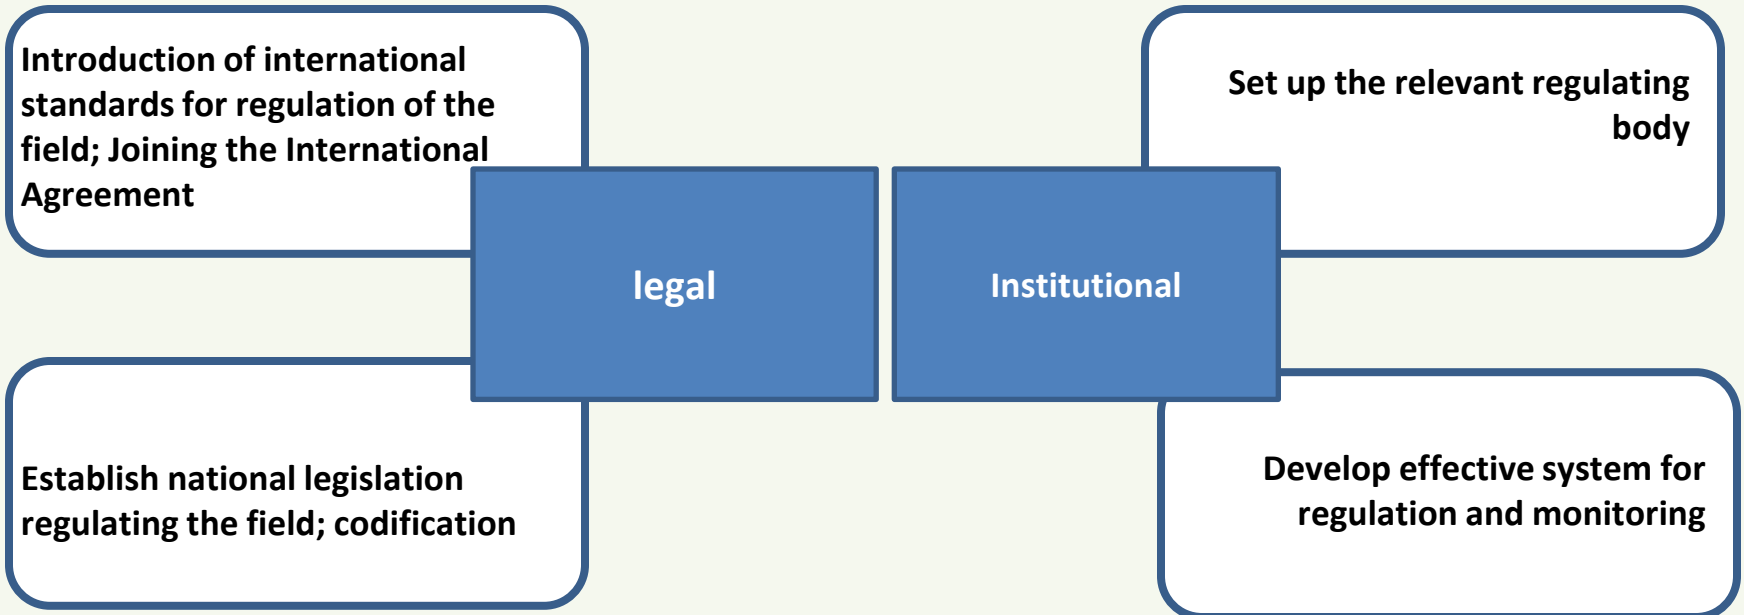 Introduction of international
standards for regulation of the
field; Joining the International
Agreement
Set up the relevant regulating
body
legal
Institutional
Establish national legislation
regulating the field; codification
Develop effective system for
regulation and monitoring